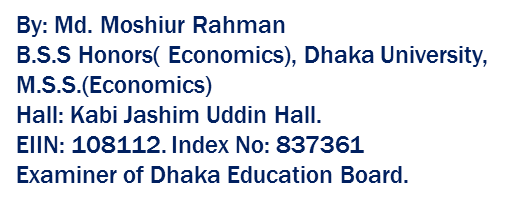 By: Md. Moshiur Rahman
B.S.S Honors( Economics), Dhaka University,
M.S.S.(Economics)
Hall: Kabi Jashim Uddin Hall.
EIIN: 108112. Index No: 837361
Examiner of Dhaka Education Board.